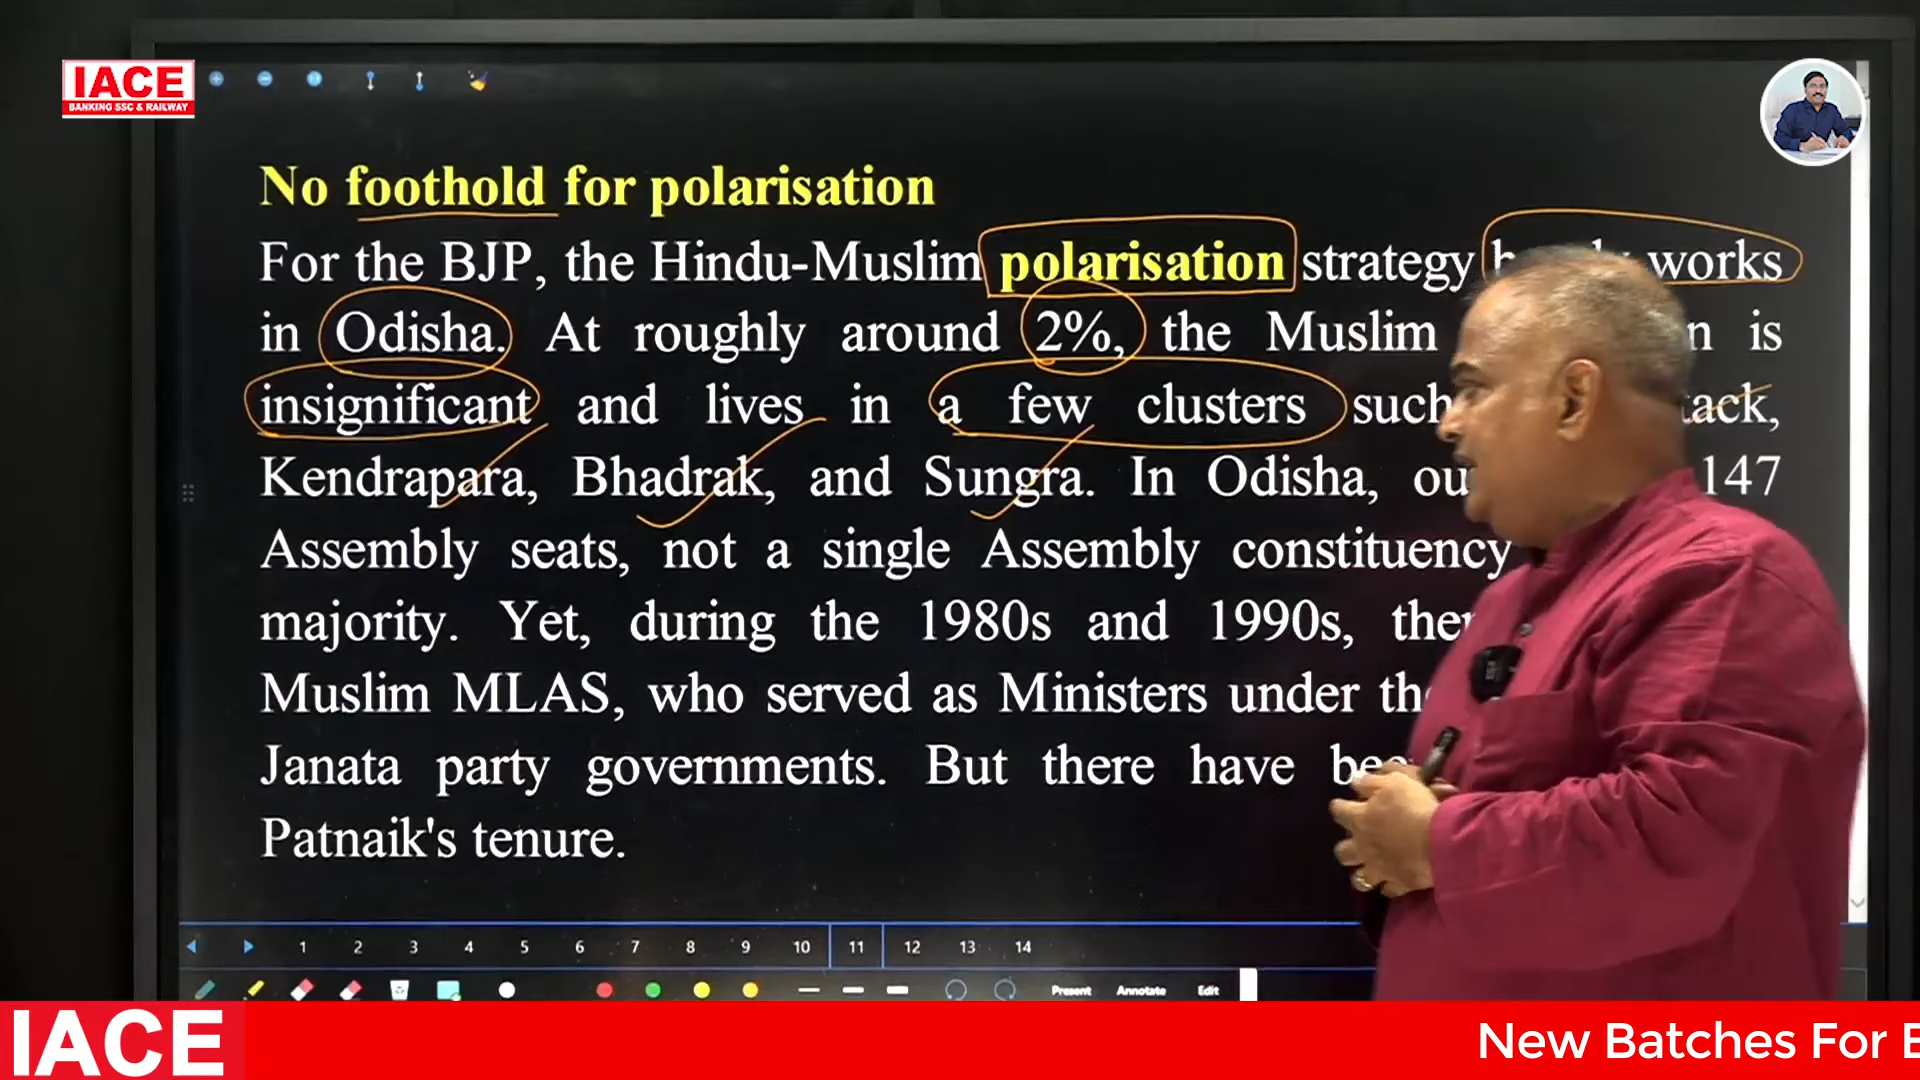 IACE
BANKING SSC & RAILWAY
No foothold for polarisation
For the BJP, the Hindu-Muslim polarisation strategy works
in Odisha. At roughly around 2%, the Muslim is
insignificant and lives in a few clusters such
Kendrapara, Bhadrak, and Sungra. In Odisha, 147
Assembly seats, not a single Assembly constituency
majority. Yet, during the 1980s and 1990s,
Muslim MLAS, who served as Ministers under
Janata party governments. But there have
Patnaik's tenure.
1 2 3 4 5 6 7 8 9 10 11 12 13 14
Present Annotate Edit
IACE
New Batches For